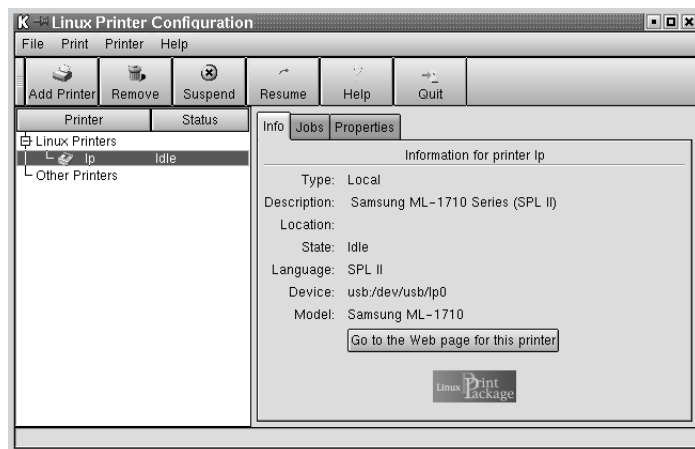 Linux Printer Configuration
File Print Printer Help
Add Printer Remove Suspend Resume Help Quit
Printer Status
Linux Printers
lp Idle
Other Printers
Info Jobs Properties
Information for printer lp
Type: Local
Description: Samsung ML-1710 Series (SPL II)
Location:
State: Idle
Language: SPL II
Device: usb:/dev/usb/lp0
Model: Samsung ML-1710
Go to the Web page for this printer
Linux Print Package